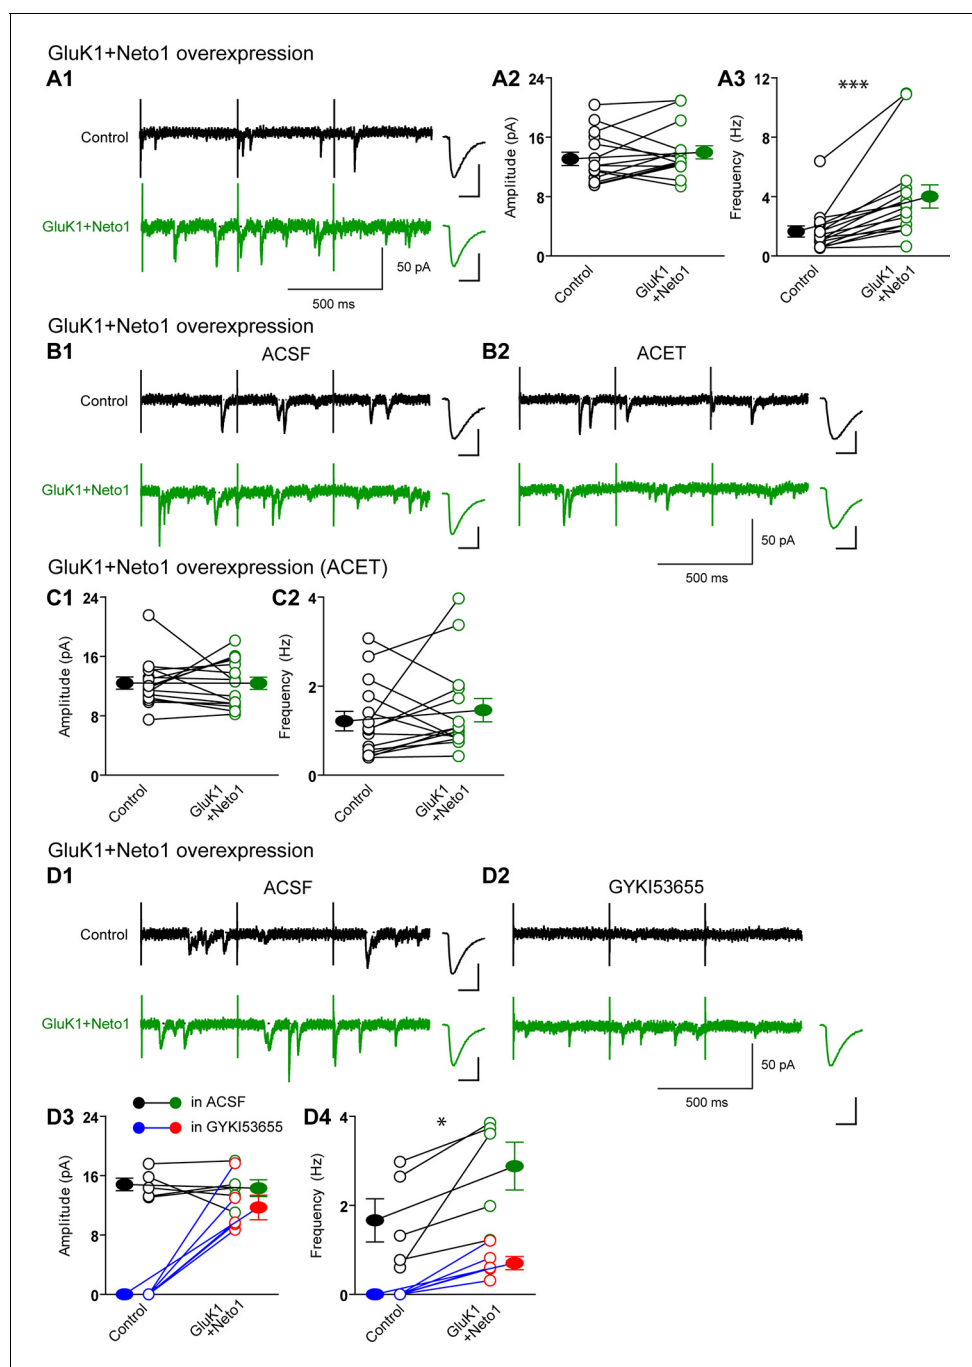 GluK1+Neto1 overexpression
A1
Control
GluK1+Neto1
50 pA
500 ms
A2
Amplitude (pA)
24
16
8
0
Control
GluK1
+Neto1
A3
Frequency (Hz)
12
8
4
0
***
Control
GluK1
+Neto1
GluK1+Neto1 overexpression
B1
ACSF
Control
GluK1+Neto1
B2
ACET
50 pA
500 ms
GluK1+Neto1 overexpression (ACET)
C1
Amplitude (pA)
24
16
8
0
Control
GluK1
+Neto1
C2
Frequency (Hz)
4
2
0
Control
GluK1
+Neto1
GluK1+Neto1 overexpression
D1
ACSF
Control
GluK1+Neto1
D2
GYKI53655
50 pA
500 ms
D3
in ACSF
in GYKI53655
Amplitude (pA)
24
16
8
0
Control
GluK1
+Neto1
D4
Frequency (Hz)
4
2
0
*
Control
GluK1
+Neto1